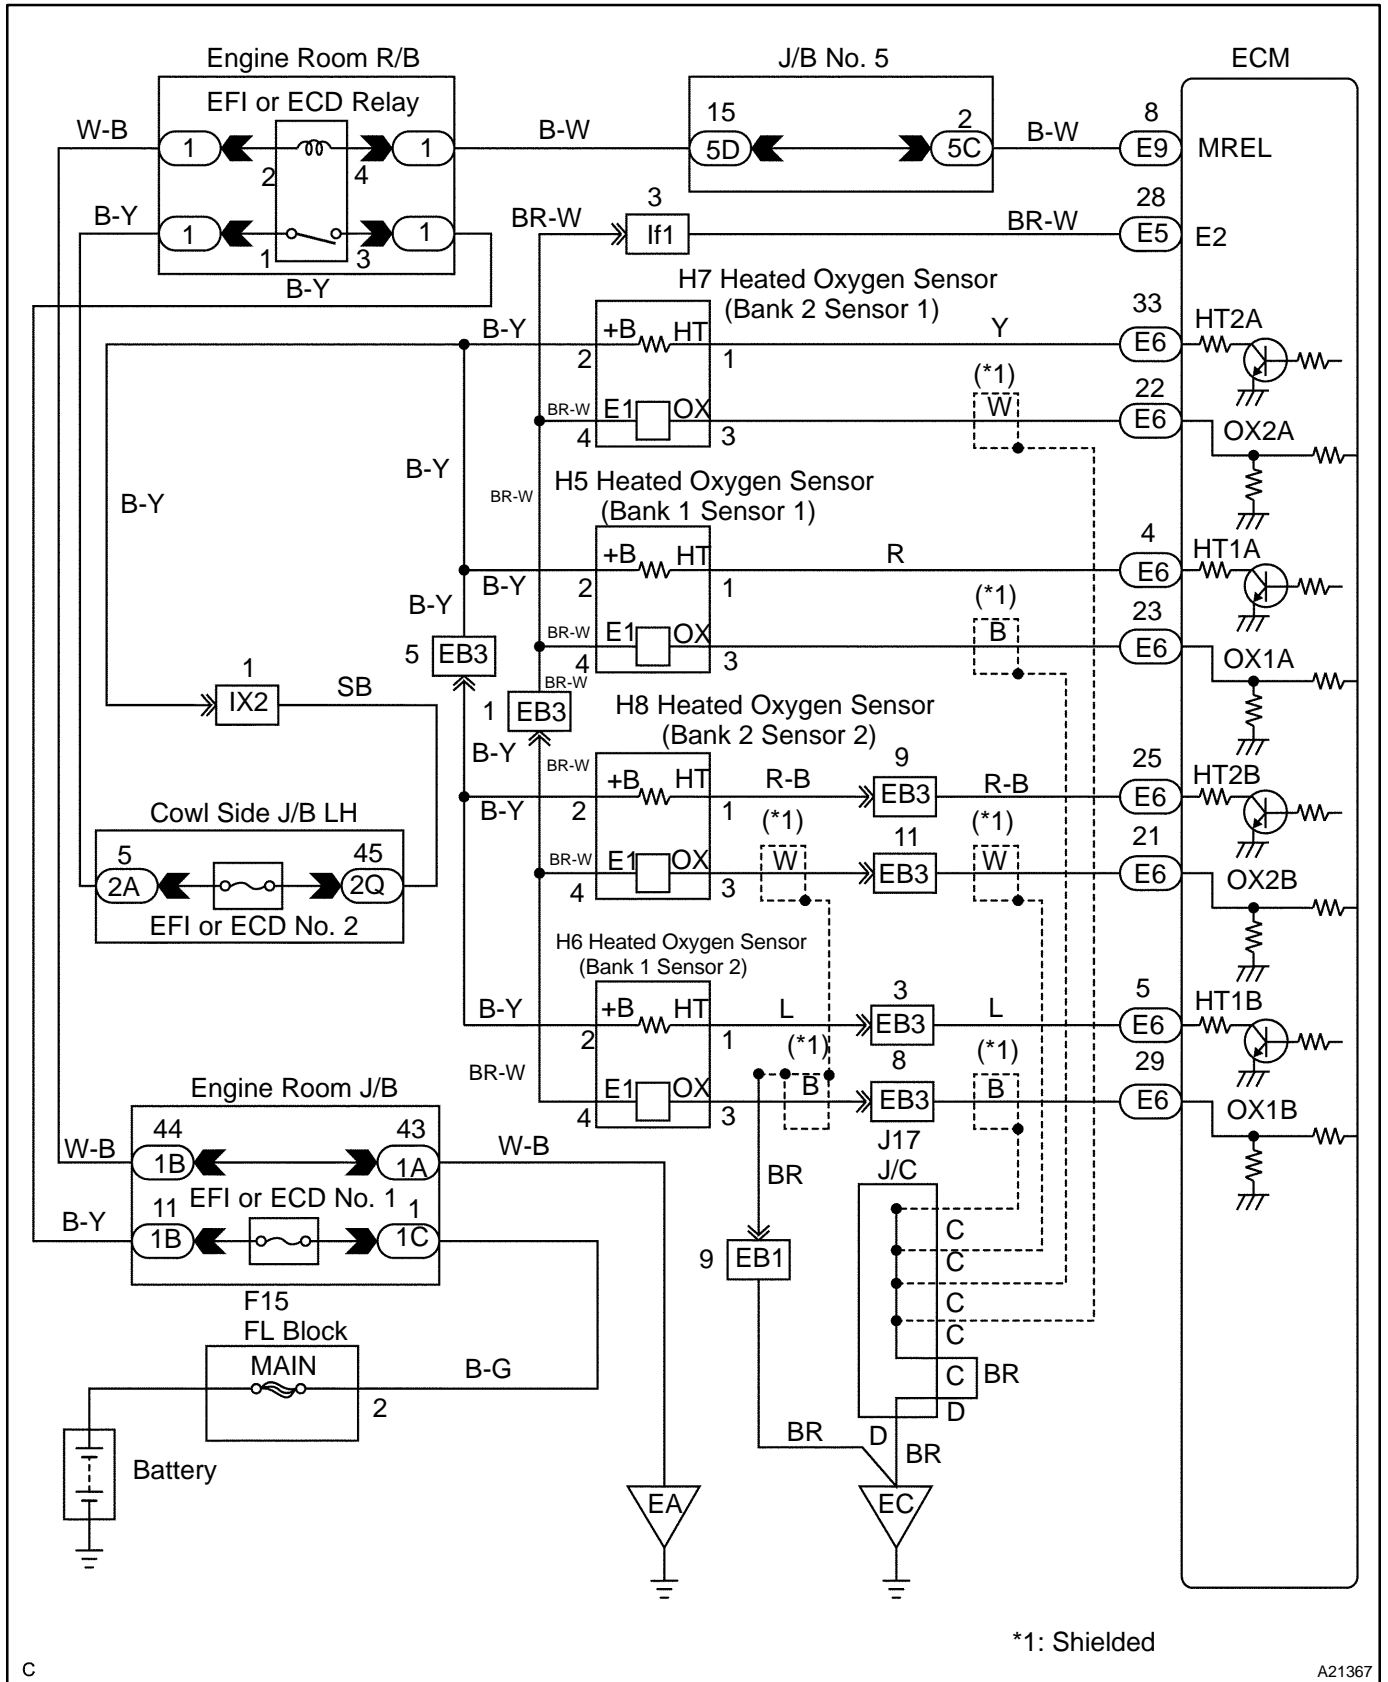 Engine Room R/B
J/B No. 5
ECM
EFI or ECD Relay
W-B
1
1
2
4
B-W
15
5D
2
5C
B-W
8
E9
MREL
B-Y
1
1
1
3
B-Y
BR-W
3
If1
BR-W
28
E5
E2
H7 Heated Oxygen Sensor
(Bank 2 Sensor 1)
B-Y
+B
HT
2
1
Y
33
E6
HT2A
BR-W
E1
OX
4
3
(*1)
W
22
E6
OX2A
B-Y
B-Y
BR-W
H5 Heated Oxygen Sensor
(Bank 1 Sensor 1)
B-Y
+B
HT
2
1
R
4
E6
HT1A
B-Y
BR-W
E1
OX
4
3
(*1)
B
23
E6
OX1A
5
EB3
BR-W
1
IX2
SB
1
EB3
B-Y
H8 Heated Oxygen Sensor
(Bank 2 Sensor 2)
BR-W
B-Y
+B
HT
2
1
R-B
9
EB3
R-B
25
E6
HT2B
BR-W
E1
OX
4
3
(*1)
W
11
EB3
(*1)
W
21
E6
OX2B
Cowl Side J/B LH
5
2A
45
2Q
EFI or ECD No. 2
H6 Heated Oxygen Sensor
(Bank 1 Sensor 2)
B-Y
+B
HT
2
1
L
3
EB3
L
5
E6
HT1B
BR-W
E1
OX
4
3
(*1)
B
8
EB3
(*1)
B
29
E6
OX1B
Engine Room J/B
W-B
44
1B
43
1A
W-B
EFI or ECD No. 1
B-Y
11
1B
1
1C
BR
9
EB1
J17
J/C
C
C
C
C
C
BR
D
D
BR
BR
F15
FL Block
MAIN
2
B-G
Battery
EA
EC
*1: Shielded
C
A21367